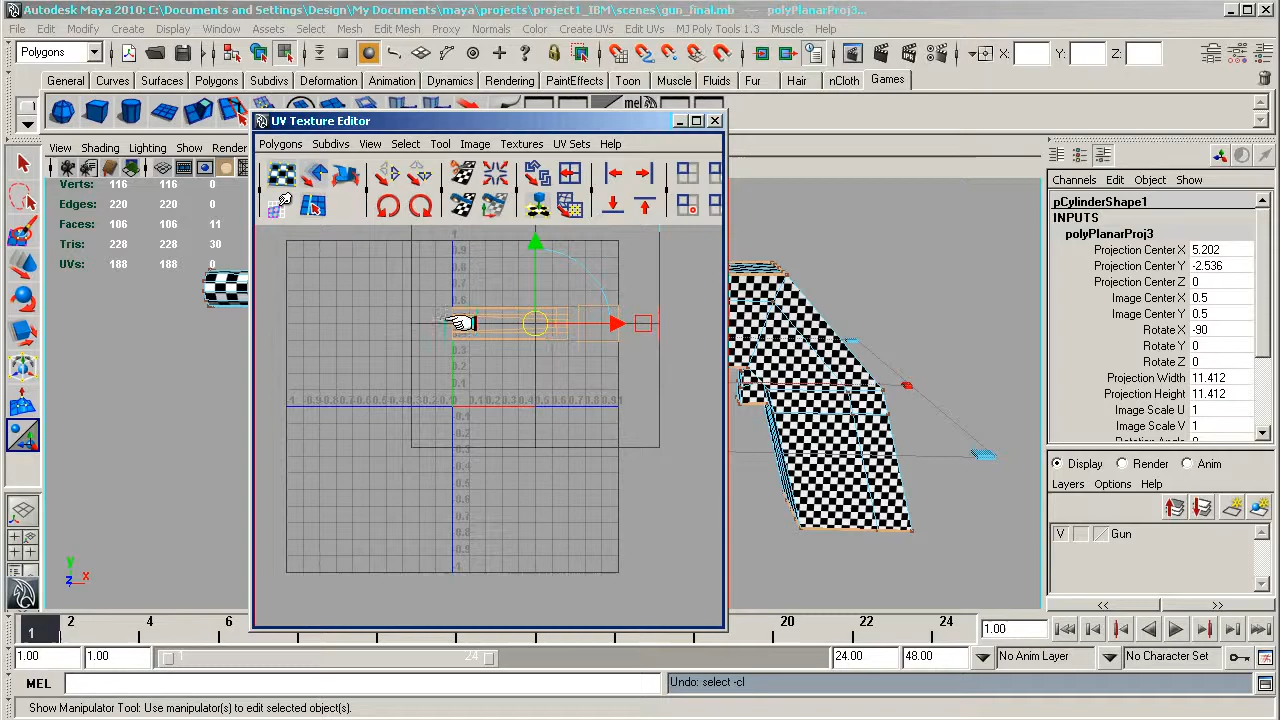 Autodesk Maya 2010: C:\Documents and Settings\Design\My Documents\maya\projects\project1_IBM\scenes\gun_final.mb --- polyPlanarProj3...
File Edit Modify Create Display Window Assets Select Mesh Edit Mesh Proxy Normals Color Create UVs Edit UVs MJ Poly Tools 1.3 Muscle Help
Polygons X: Y: Z:
General Curves Surfaces Polygons Subdivs Deformation Animation Dynamics Rendering PaintEffects Toon Muscle Fluids Fur Hair nCloth Games
mel
UV Texture Editor
View Shading Lighting Show Render
Polygons Subdivs View Select Tool Image Textures UV Sets Help
Verts: 116 116 0
Edges: 220 220 0
Faces: 106 106 11
Tris: 228 228 30
UVs: 188 188 0
Channels Edit Object Show
pCylinderShape1
INPUTS
polyPlanarProj3
Projection Center X 5.202
Projection Center Y -2.536
Projection Center Z 0
Image Center X 0.5
Image Center Y 0.5
Rotate X -90
Rotate Y 0
Rotate Z 0
Projection Width 11.412
Projection Height 11.412
Image Scale U 1
Image Scale V 1
Display Render Anim
Layers Options Help
V Gun
y
z x
<< >>
1 2 4 6 20 22 24 1.00
1.00 1.00 1 24 24.00 48.00 No Anim Layer No Character Set
MEL Undo: select -cl
Show Manipulator Tool: Use manipulator(s) to edit selected object(s).